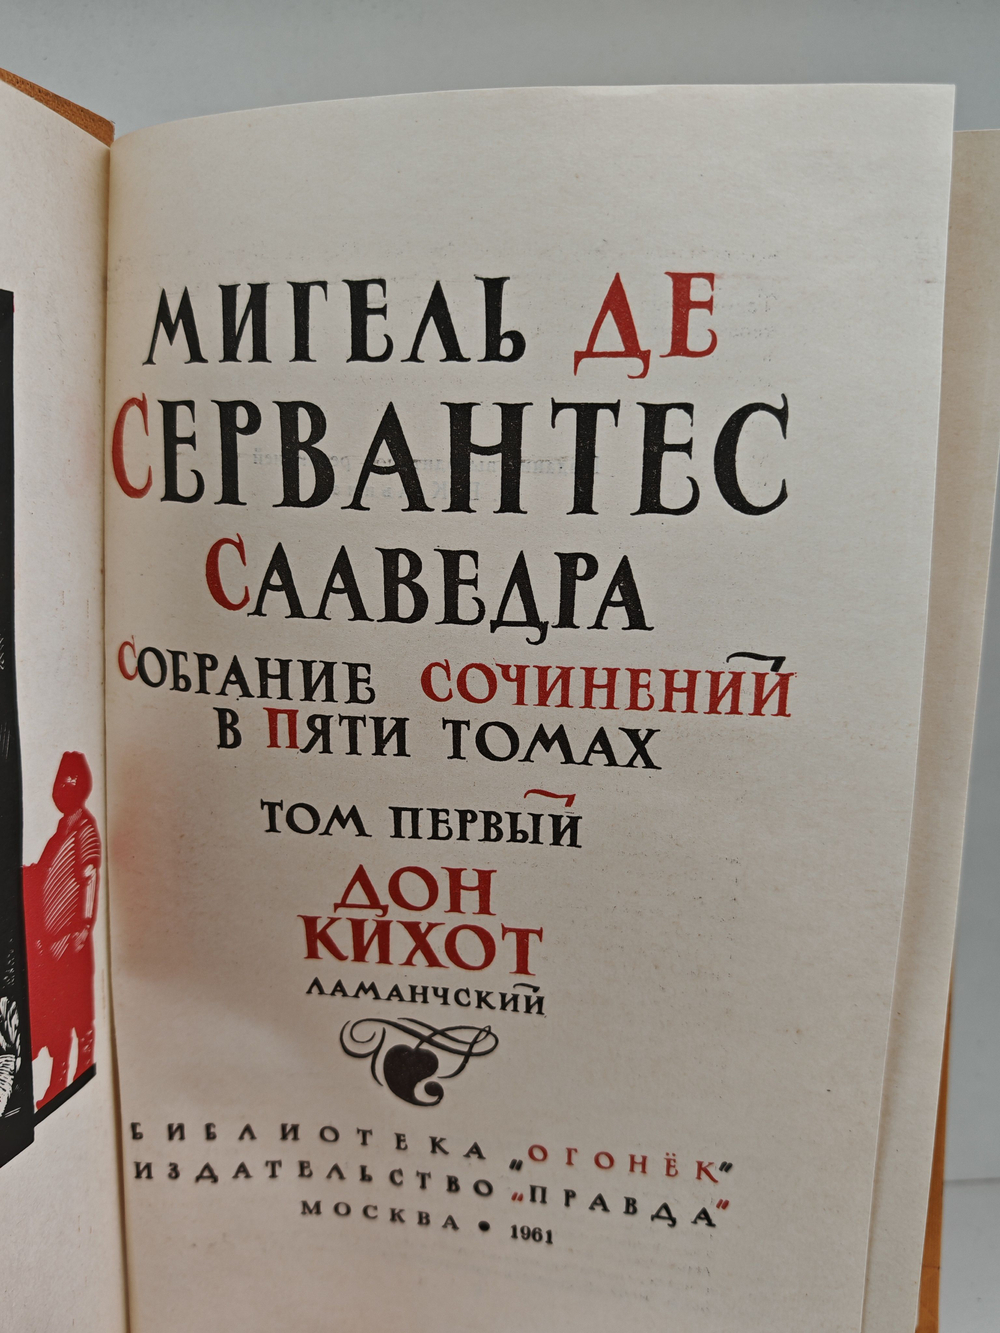 МИГЕЛЬ ДЕ
СЕРВАНТЕС
СААВЕДРА
СОБРАНИЕ СОЧИНЕНИЙ
В ПЯТИ ТОМАХ
ТОМ ПЕРВЫЙ
ДОН
КИХОТ
ЛАМАНЧСКИЙ
БИБЛИОТЕКА „ОГОНЁК"
ИЗДАТЕЛЬСТВО „ПРАВДА"
МОСКВА • 1961